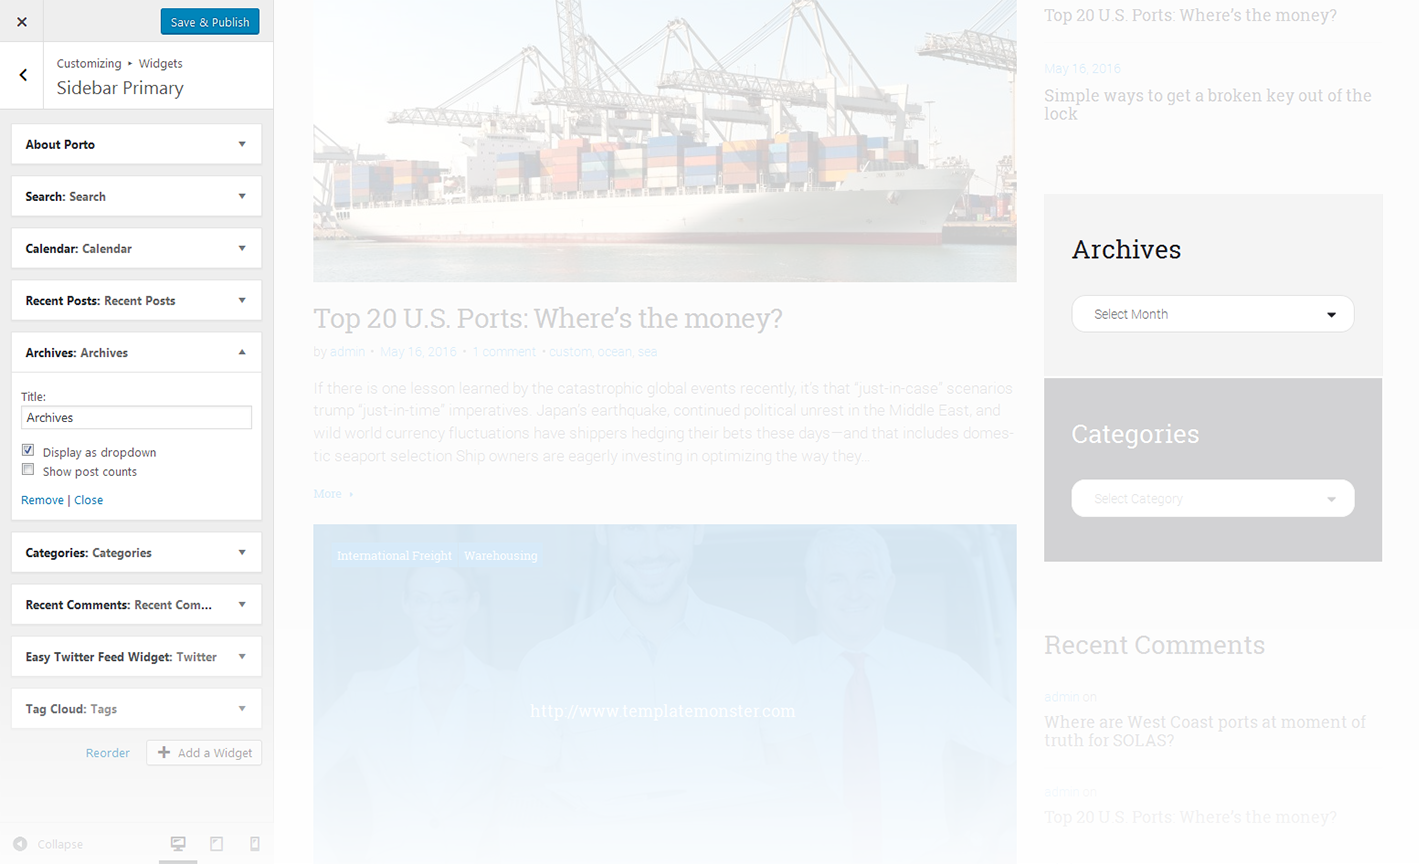 Save & Publish
Customizing ▸ Widgets
Sidebar Primary
About Porto
Search: Search
Calendar: Calendar
Recent Posts: Recent Posts
Archives: Archives
Title:
Archives
Display as dropdown
Show post counts
Remove | Close
Categories: Categories
Recent Comments: Recent Com...
Easy Twitter Feed Widget: Twitter
Tag Cloud: Tags
Reorder
Add a Widget
Collapse
Top 20 U.S. Ports: Where's the money?
by admin • May 16, 2016 • 1 comment • custom, ocean, sea
If there is one lesson learned by the catastrophic global events recently, it's that “just-in-case” scenarios
trump “just-in-time” imperatives. Japan's earthquake, continued political unrest in the Middle East, and
wild world currency fluctuations have shippers hedging their bets these days—and that includes domes-
tic seaport selection.Ship owners are eagerly investing in optimizing the way they...
More
International Freight Warehousing
http://www.templatemonster.com
Top 20 U.S. Ports: Where's the money?
May 16, 2016
Simple ways to get a broken key out of the
lock
Archives
Select Month
Categories
Select Category
Recent Comments
admin on
Where are West Coast ports at moment of
truth for SOLAS?
admin on
Top 20 U.S. Ports: Where's the money?